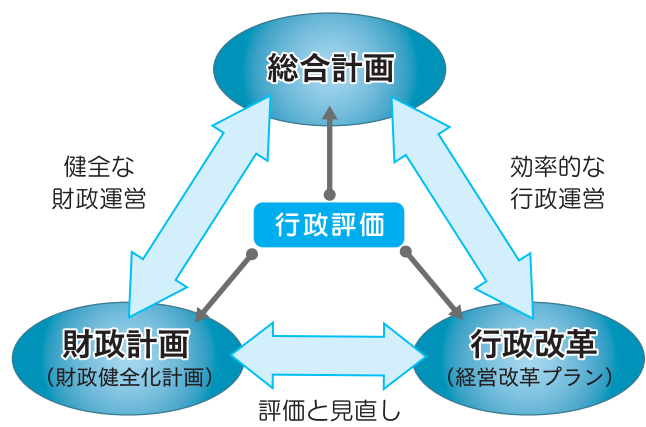 総合計画
健全な
財政運営
効率的な
行政運営
行政評価
財政計画
（財政健全化計画）
行政改革
（経営改革プラン）
評価と見直し